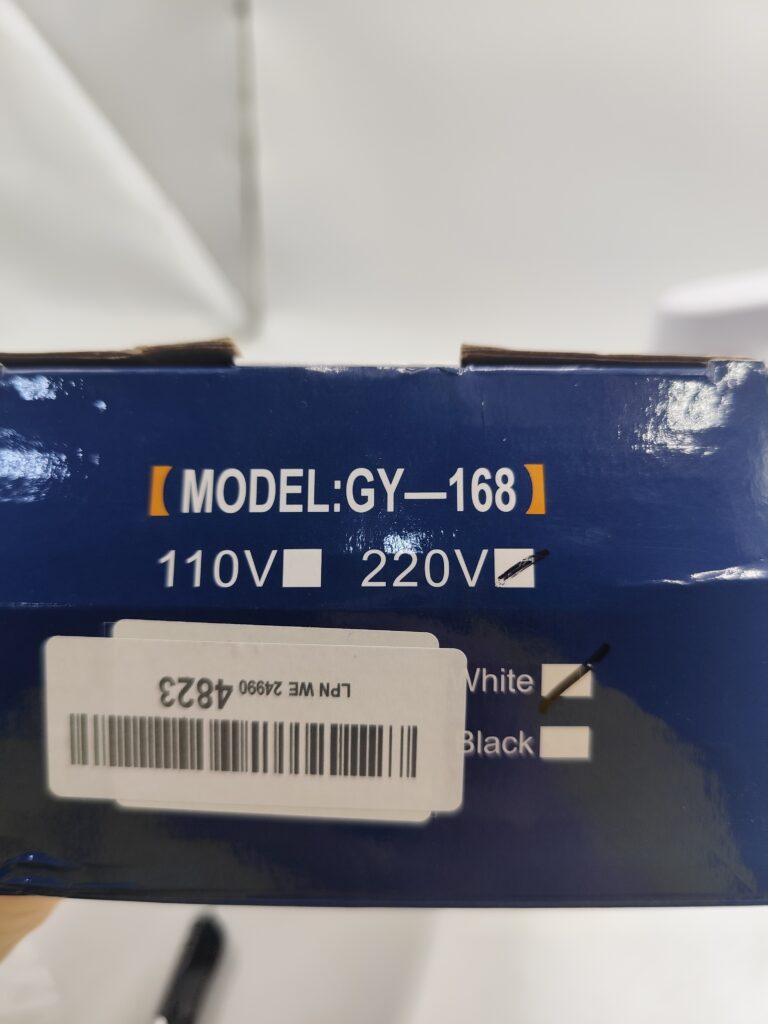 【MODEL:GY—168】
110V 220V
White
Black
LPN WE 24990 4823